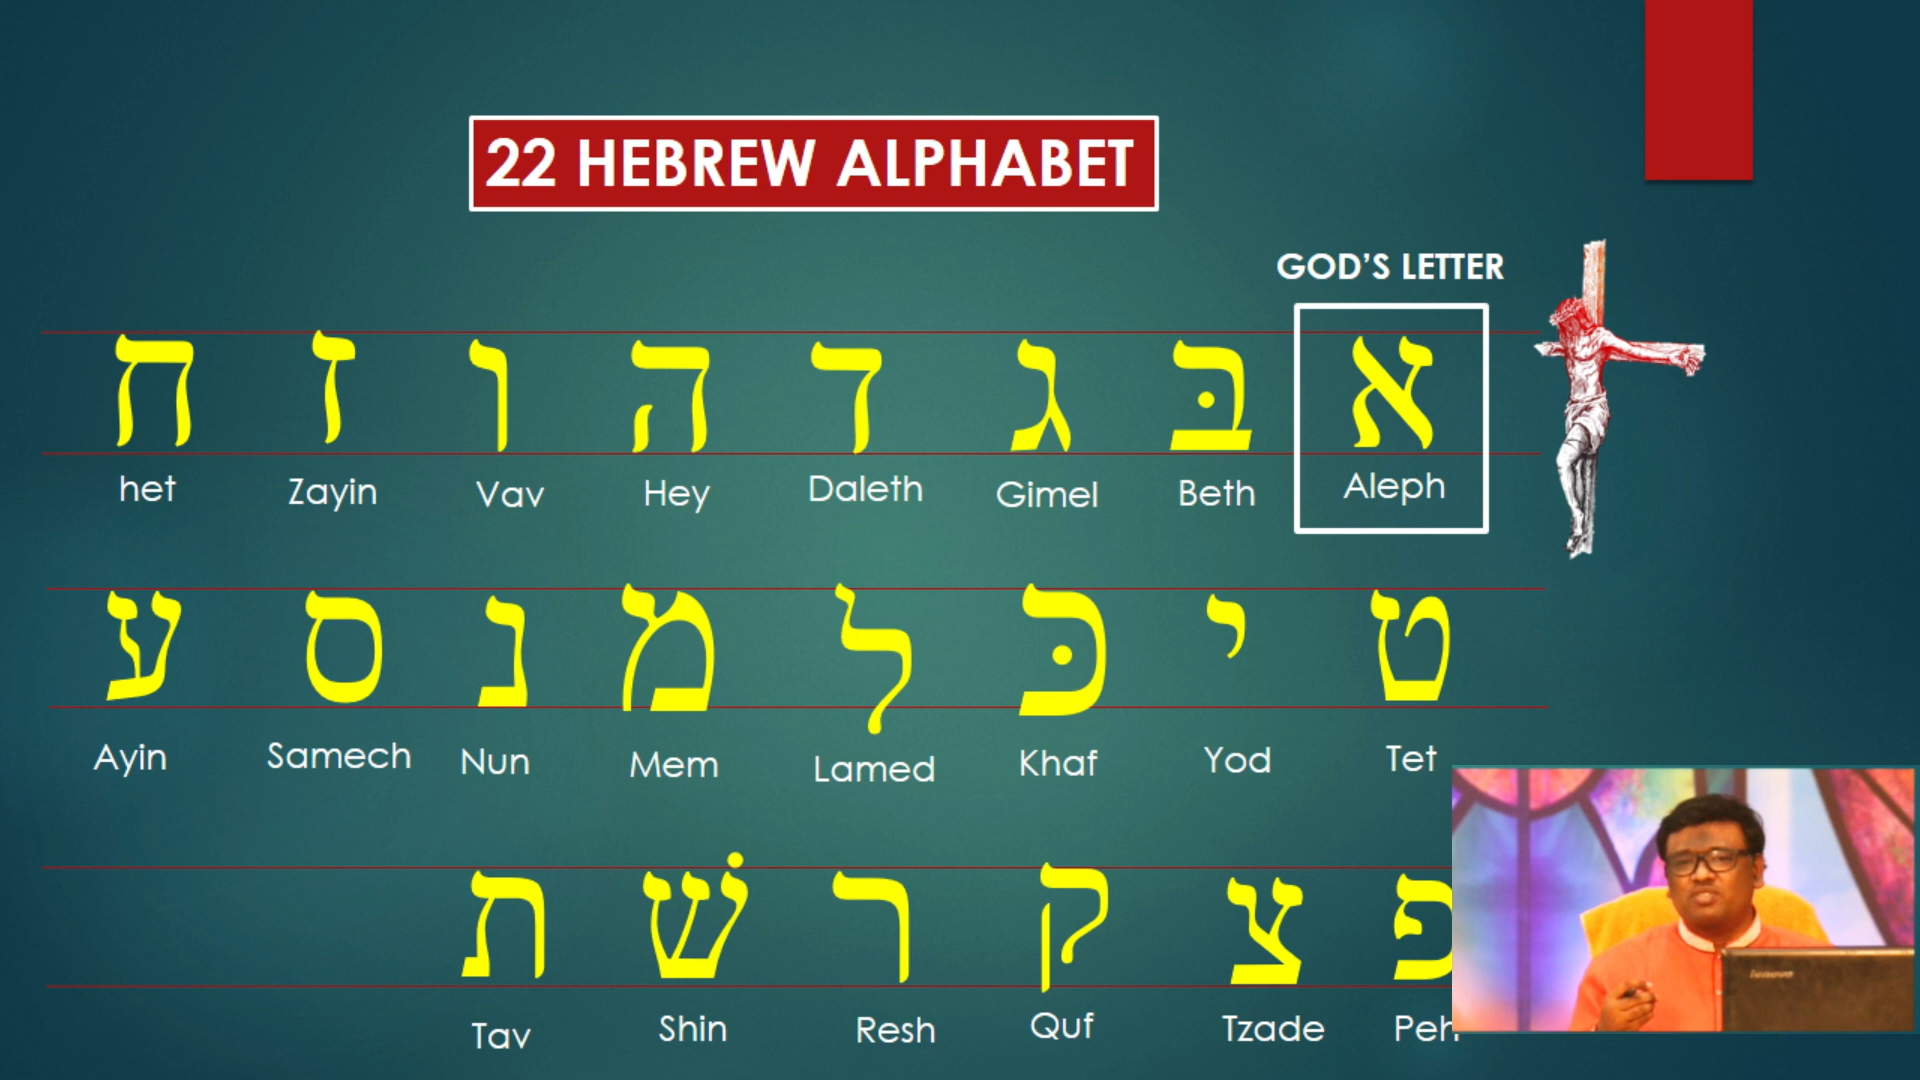 22 HEBREW ALPHABET
GOD'S LETTER
א בּ ג ד ה ו ז ח
Aleph Beth Gimel Daleth Hey Vav Zayin het
ט י כּ ל מ נ ס ע
Tet Yod Khaf Lamed Mem Nun Samech Ayin
פ צ ק ר שׁ ת
Peh Tzade Quf Resh Shin Tav